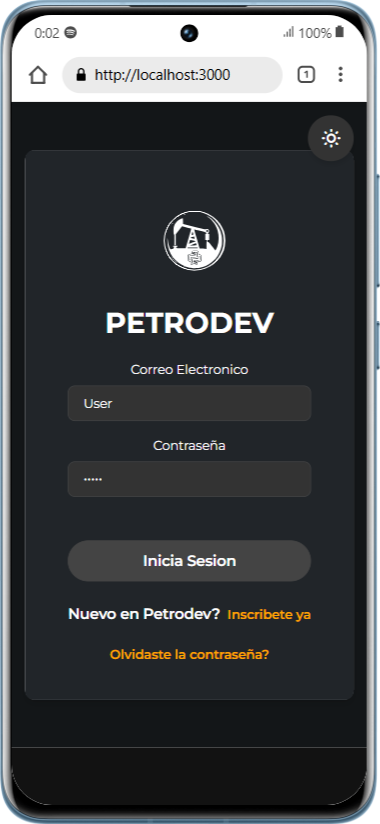 0:02
100%
http://localhost:3000
1
PETRODEV
Correo Electronico
User
Contraseña
•••••
Inicia Sesion
Nuevo en Petrodev? Inscribete ya
Olvidaste la contraseña?